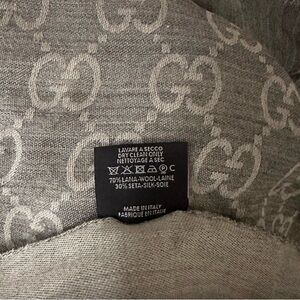 LAVARE A SECCO
DRY CLEAN ONLY
NETTOYAGE A SEC
P C
70% LANA-WOOL-LAINE
30% SETA-SILK-SOIE
MADE IN ITALY
FABRIQUE EN ITALIE